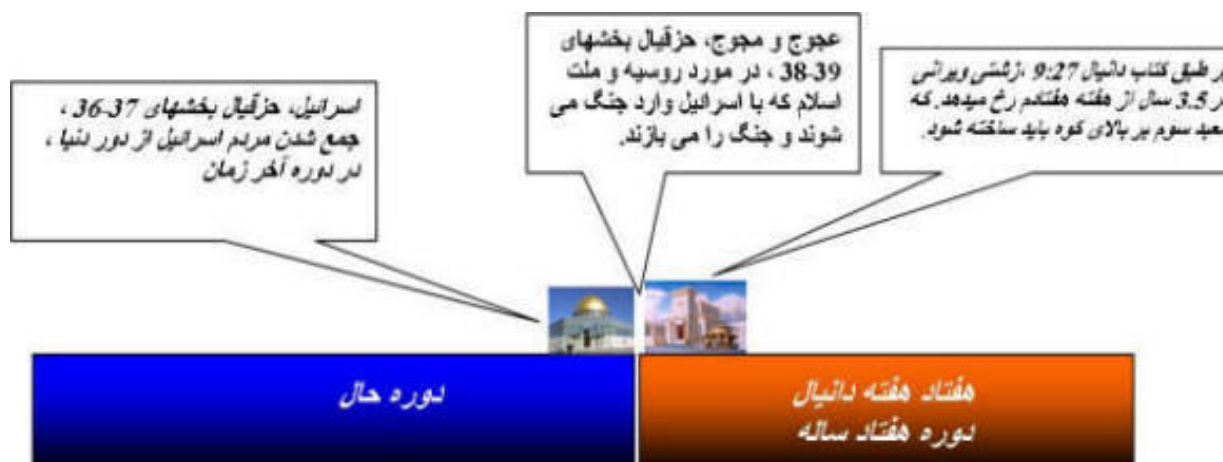 اسرائیل، حزقیال بخشهای 37-36 ،
جمع شدن مردم اسرائیل از دور دنیا ،
در دوره آخر زمان
عجوج و مجوج، حزقیال بخشهای
38-39 ، در مورد روسیه و ملت
اسلام که با اسرائیل وارد جنگ می
شوند و جنگ را می بازند.
بر طبق کتاب دانیال 9:27 ،زشتی ویرانی
در 3.5 سال از هفته هفتادم رخ میدهد. که
معبد سوم بر بالای کوه باید ساخته شود.
دوره حال
هفتاد هفته دانیال
دوره هفتاد ساله